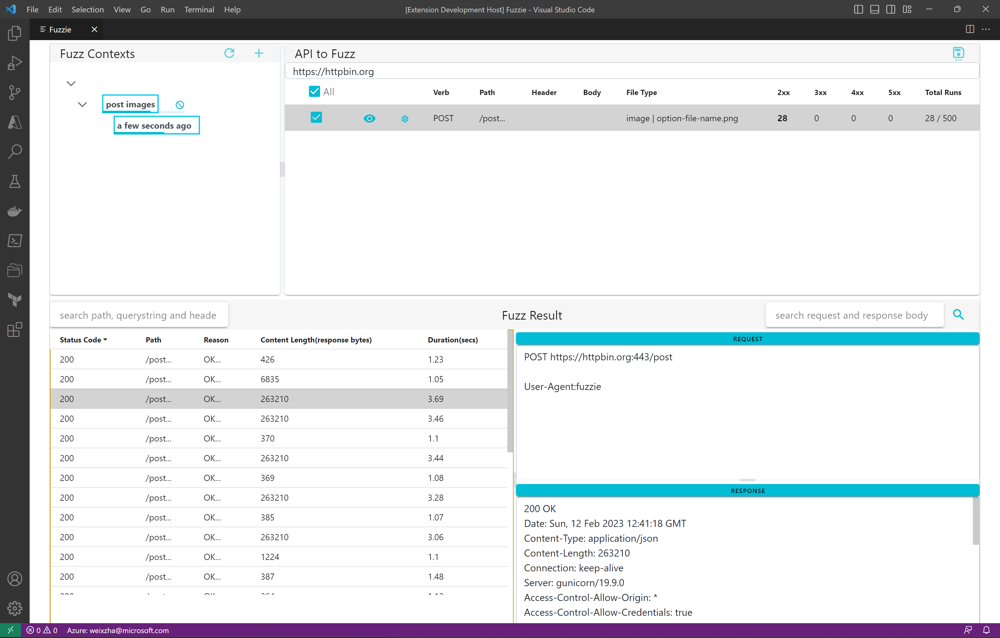 File Edit Selection View Go Run Terminal Help
[Extension Development Host] Fuzzie - Visual Studio Code
Fuzzie
Fuzz Contexts
post images
a few seconds ago
API to Fuzz
https://httpbin.org
All Verb Path Header Body File Type 2xx 3xx 4xx 5xx Total Runs
POST /post... image | option-file-name.png 28 0 0 0 28 / 500
search path, querystring and heade
Fuzz Result
search request and response body
Status Code Path Reason Content Length(response bytes) Duration(secs)
200 /post... OK... 426 1.23
200 /post... OK... 6835 1.05
200 /post... OK... 263210 3.69
200 /post... OK... 263210 3.46
200 /post... OK... 370 1.1
200 /post... OK... 263210 3.44
200 /post... OK... 369 1.08
200 /post... OK... 263210 3.28
200 /post... OK... 385 1.07
200 /post... OK... 263210 3.06
200 /post... OK... 1224 1.1
200 /post... OK... 387 1.48
REQUEST
POST https://httpbin.org:443/post
User-Agent:fuzzie
RESPONSE
200 OK
Date: Sun, 12 Feb 2023 12:41:18 GMT
Content-Type: application/json
Content-Length: 263210
Connection: keep-alive
Server: gunicorn/19.9.0
Access-Control-Allow-Origin: *
Access-Control-Allow-Credentials: true
0 0 Azure: weixzha@microsoft.com